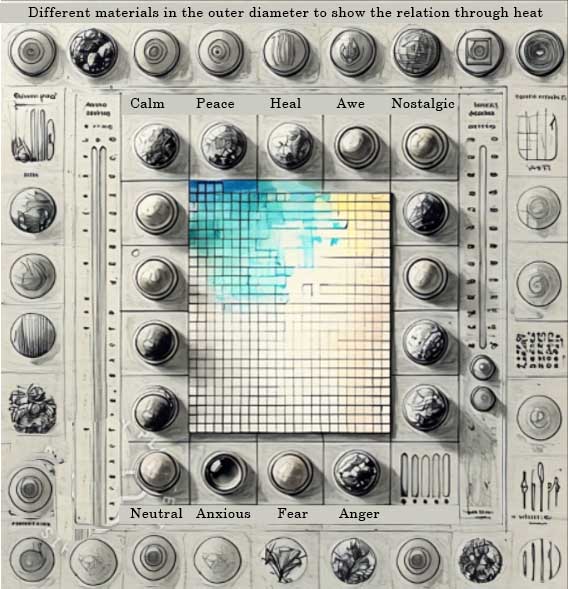 Different materials in the outer diameter to show the relation through heat
Calm Peace Heal Awe Nostalgic
Neutral Anxious Fear Anger